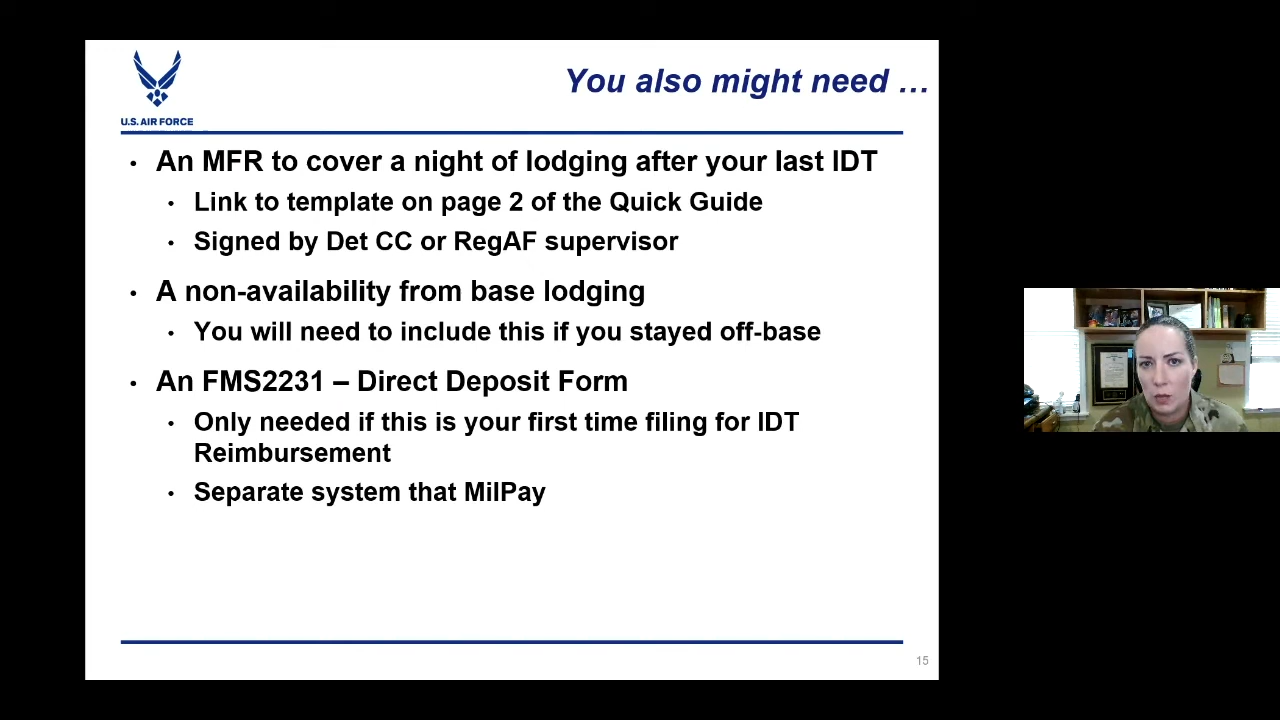 U.S. AIR FORCE
You also might need …
• An MFR to cover a night of lodging after your last IDT
• Link to template on page 2 of the Quick Guide
• Signed by Det CC or RegAF supervisor
• A non-availability from base lodging
• You will need to include this if you stayed off-base
• An FMS2231 – Direct Deposit Form
• Only needed if this is your first time filing for IDT
Reimbursement
• Separate system that MilPay
15